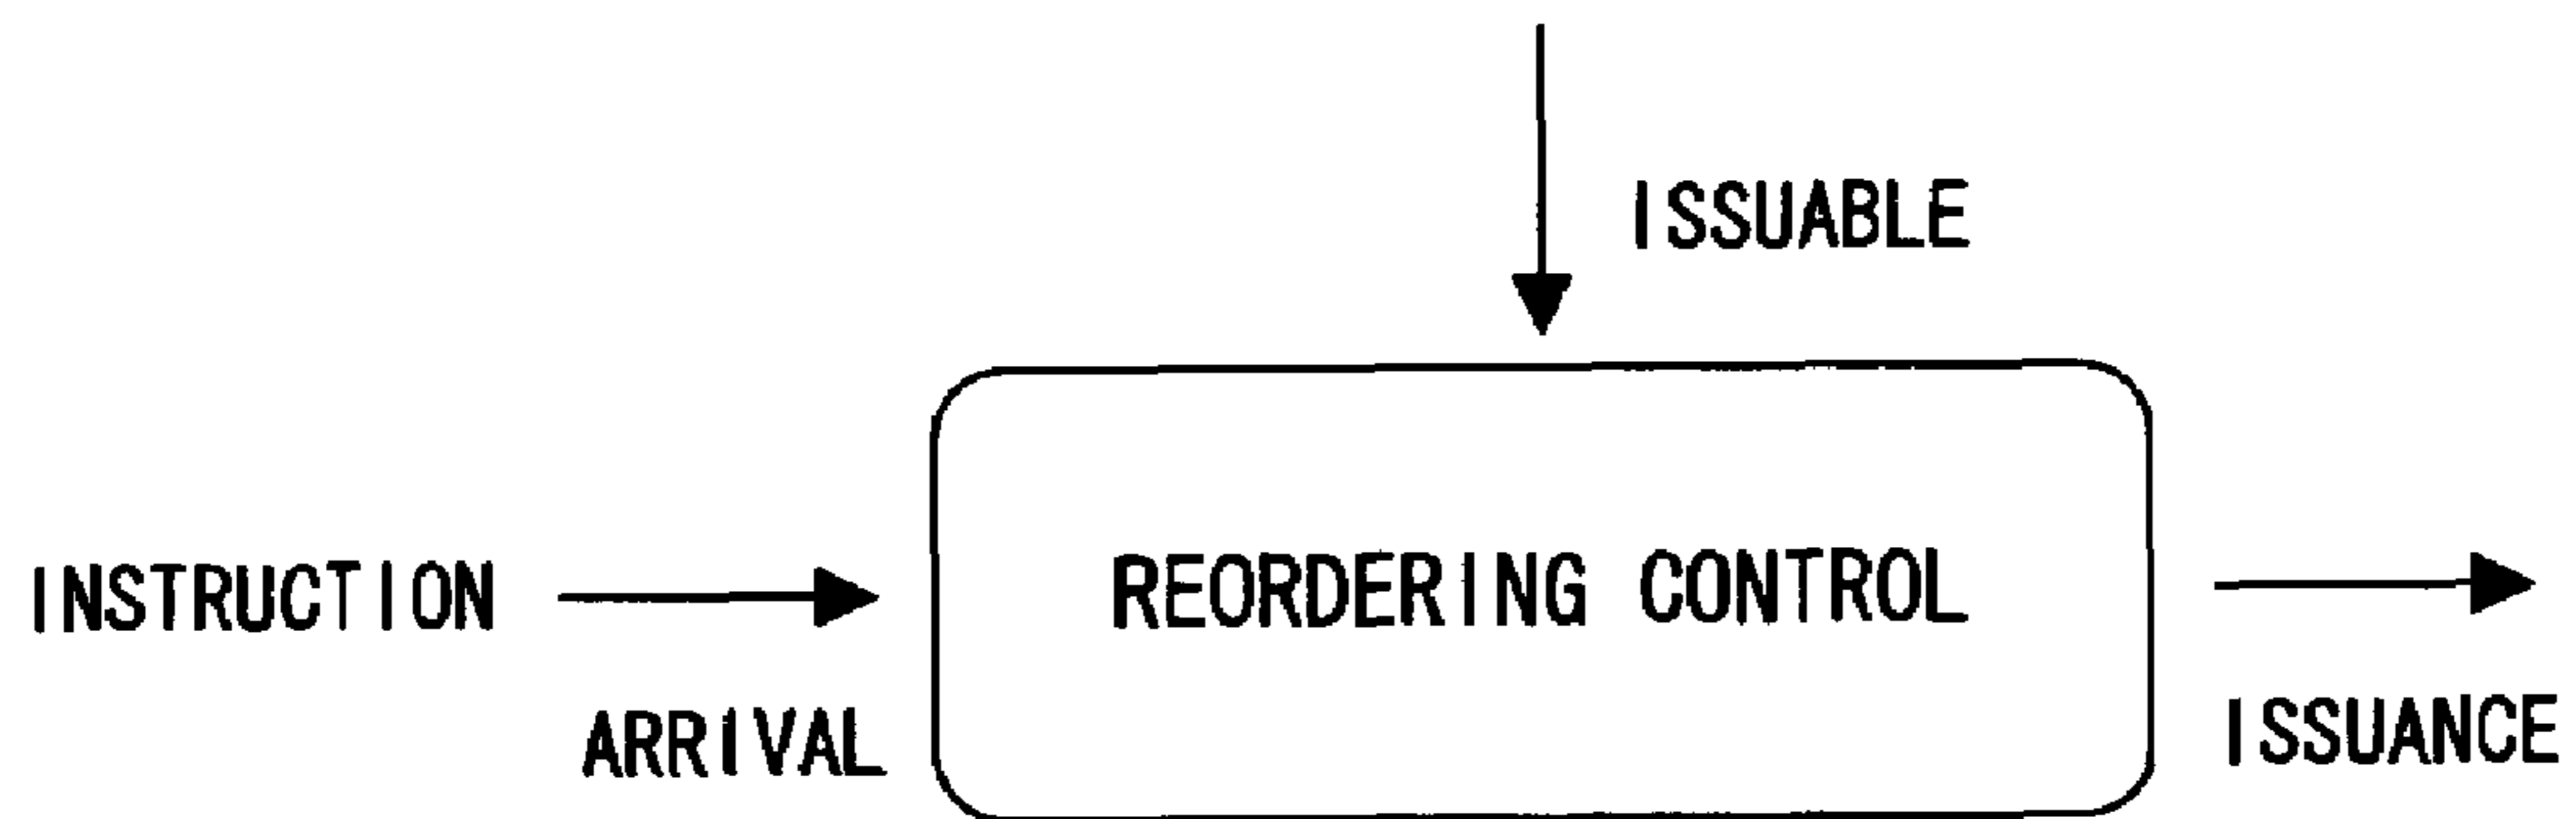 ISSUABLE
INSTRUCTION
REORDERING CONTROL
ARRIVAL
ISSUANCE